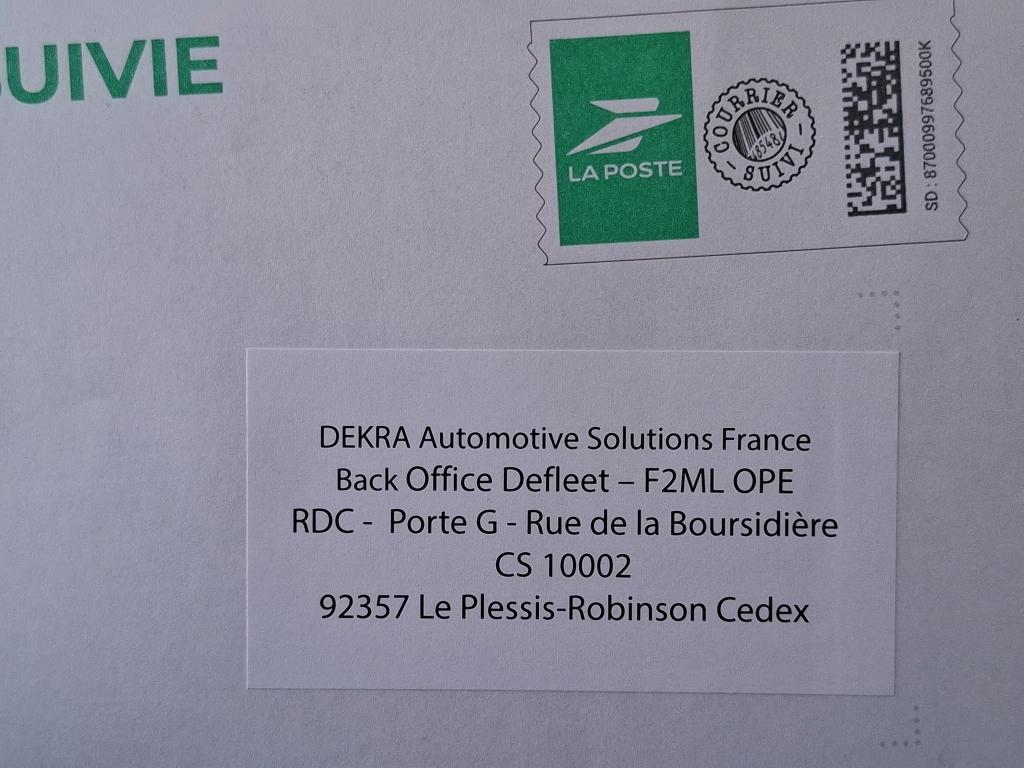 SUIVIE
LA POSTE
COURRIER
SUIVI
SD : 87000997689500K
DEKRA Automotive Solutions France
Back Office Defleet – F2ML OPE
RDC - Porte G - Rue de la Boursidière
CS 10002
92357 Le Plessis-Robinson Cedex